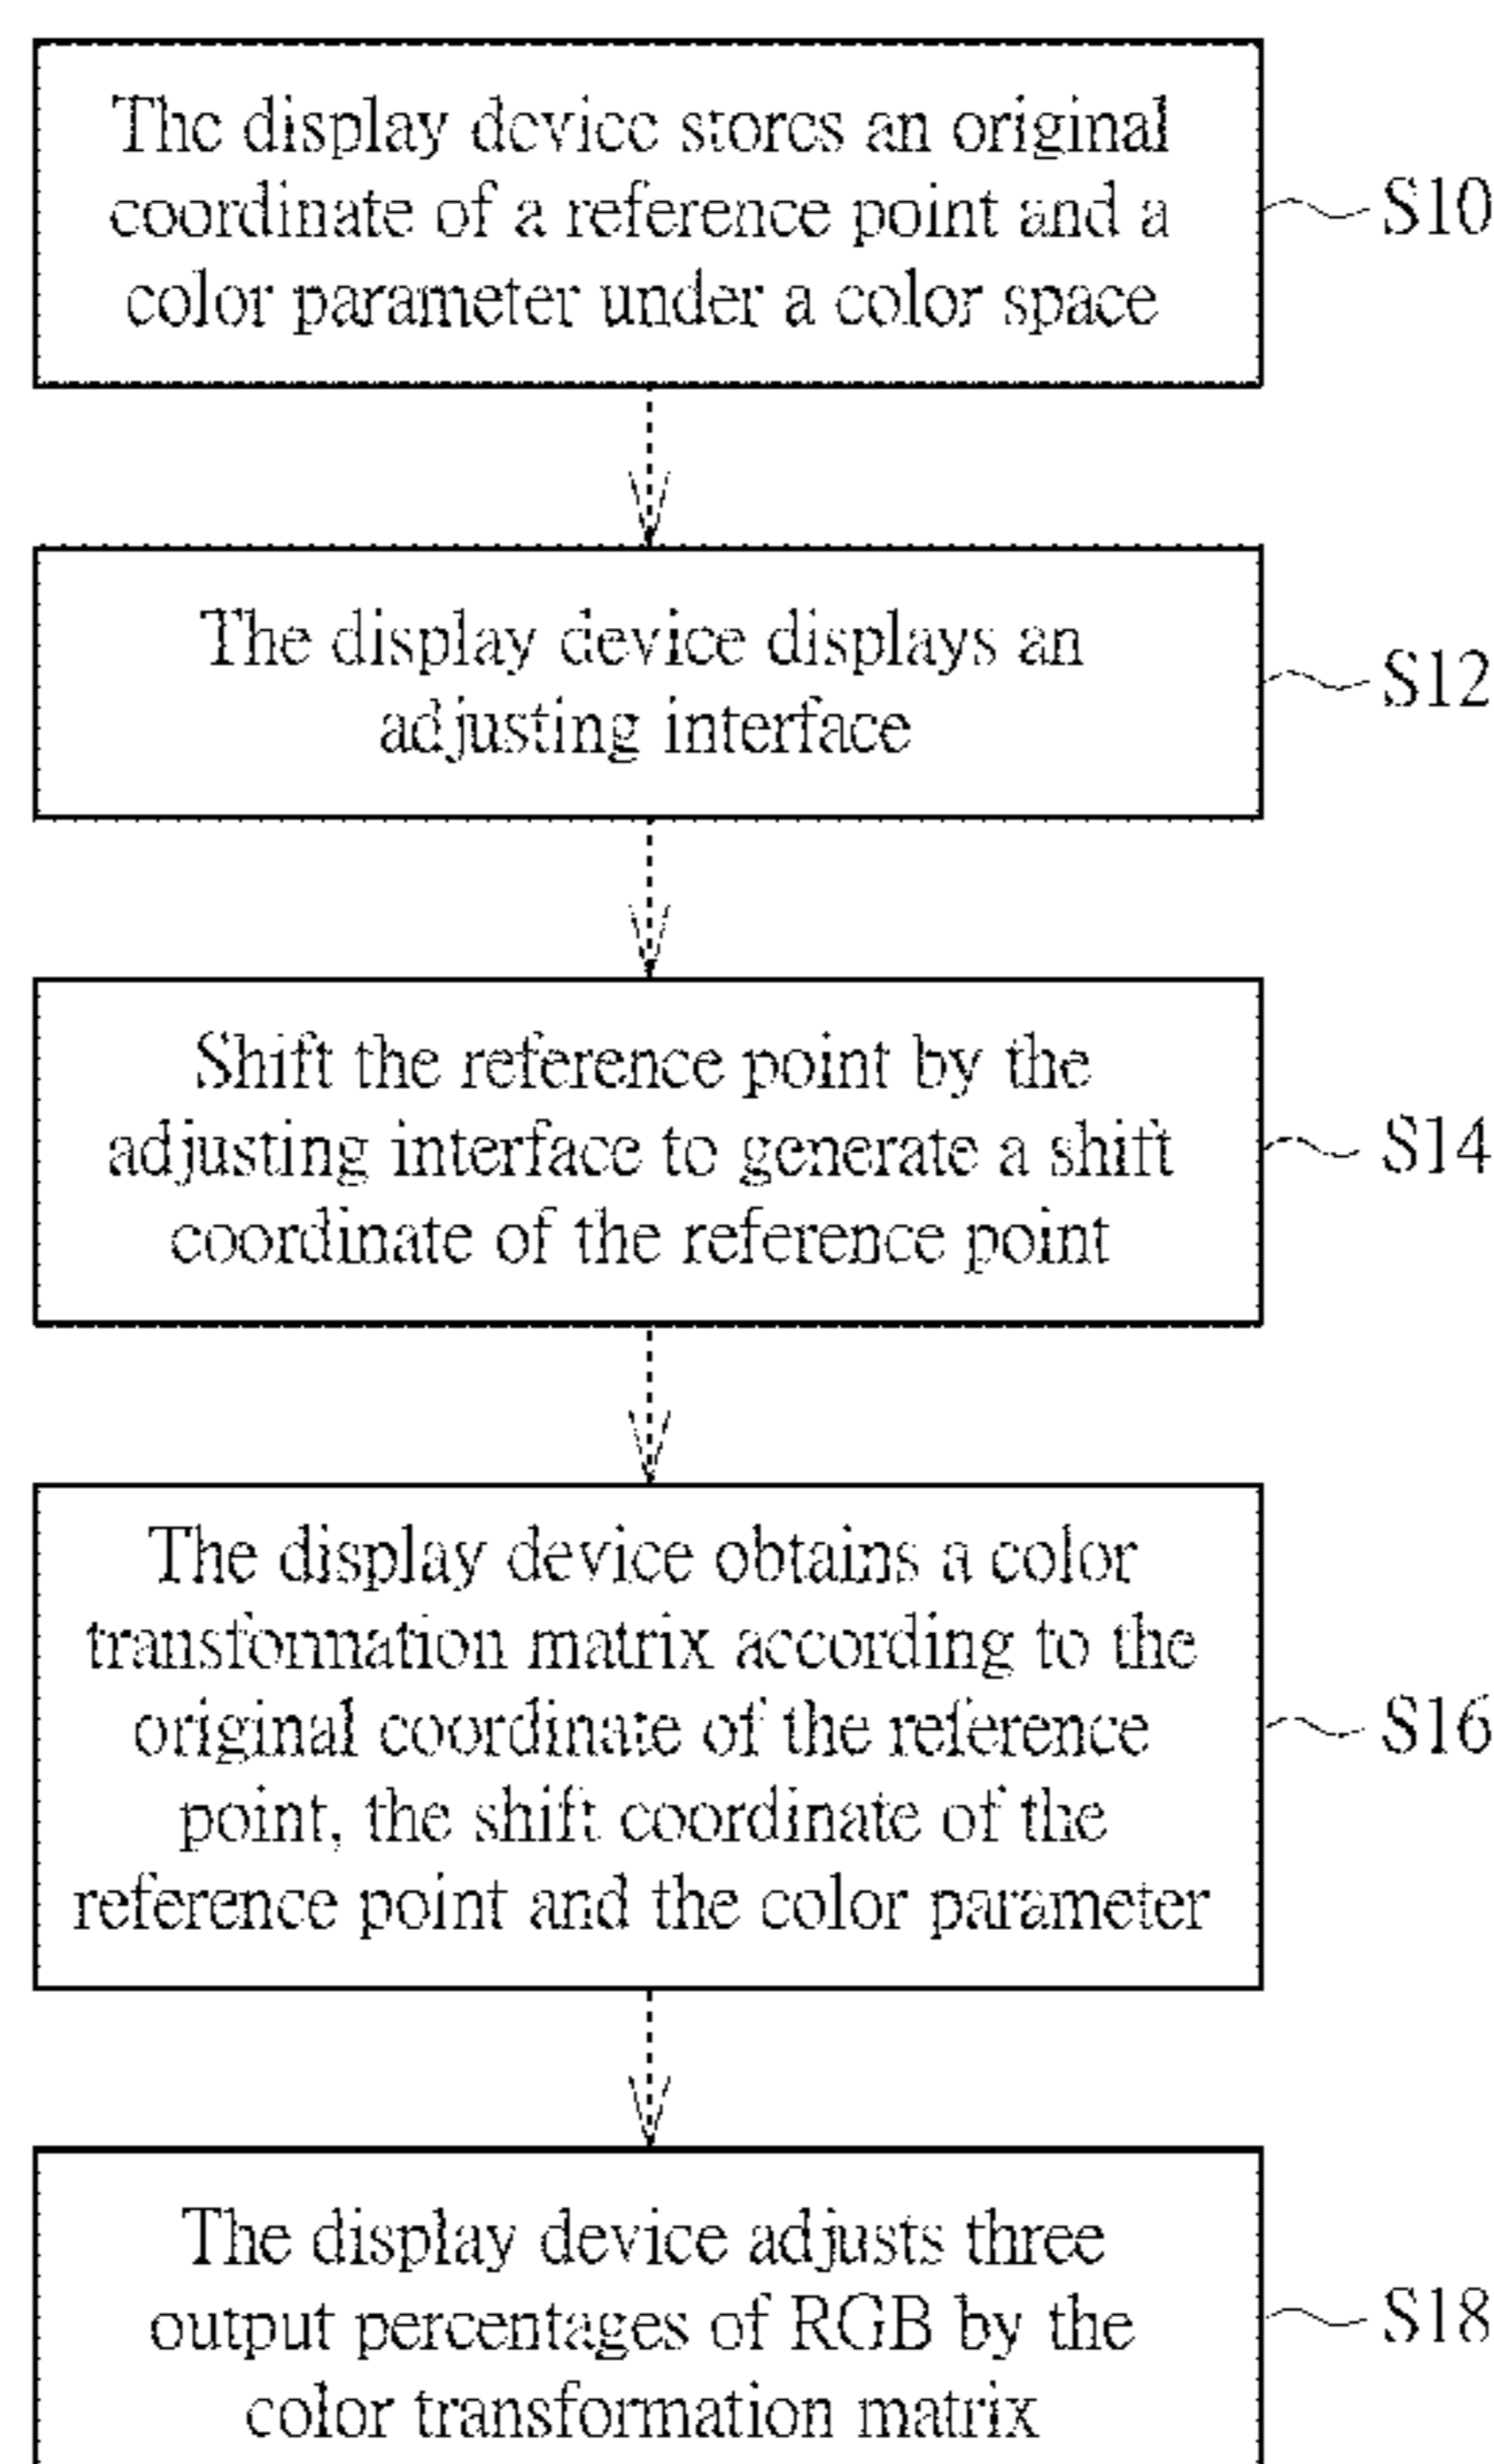 The display device stores an original
coordinate of a reference point and a
color parameter under a color space
S10
The display device displays an
adjusting interface
S12
Shift the reference point by the
adjusting interface to generate a shift
coordinate of the reference point
S14
The display device obtains a color
transformation matrix according to the
original coordinate of the reference
point, the shift coordinate of the
reference point and the color parameter
S16
The display device adjusts three
output percentages of RGB by the
color transformation matrix
S18